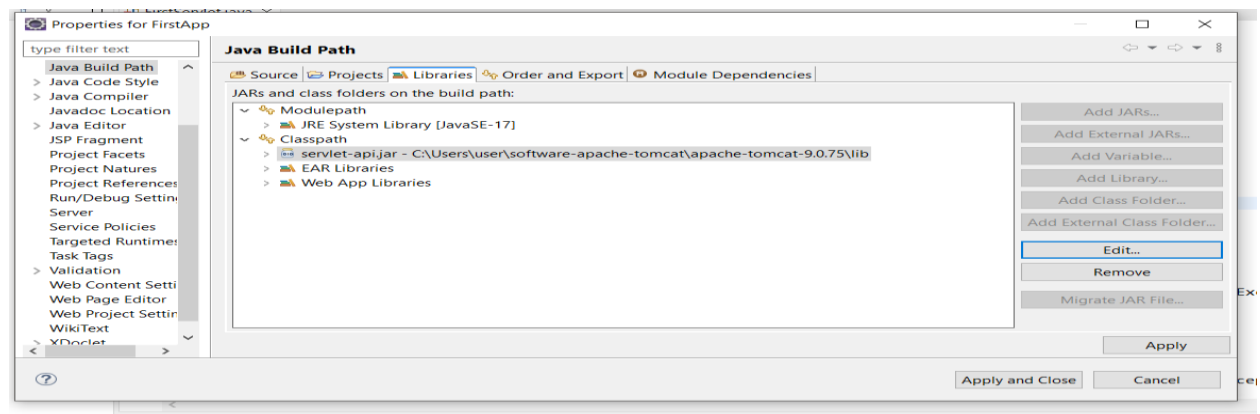 FirstServlet.java
Properties for FirstApp
type filter text
Java Build Path
Java Code Style
Java Compiler
Javadoc Location
Java Editor
JSP Fragment
Project Facets
Project Natures
Project References
Run/Debug Settin
Server
Service Policies
Targeted Runtimes
Task Tags
Validation
Web Content Setti
Web Page Editor
Web Project Settin
WikiText
XDoclet
Java Build Path
Source Projects Libraries Order and Export Module Dependencies
JARs and class folders on the build path:
Modulepath
JRE System Library [JavaSE-17]
Classpath
servlet-api.jar - C:\Users\user\software-apache-tomcat\apache-tomcat-9.0.75\lib
EAR Libraries
Web App Libraries
Add JARs...
Add External JARs...
Add Variable...
Add Library...
Add Class Folder...
Add External Class Folder...
Edit...
Remove
Migrate JAR File...
Apply
Apply and Close Cancel
Ex
cep